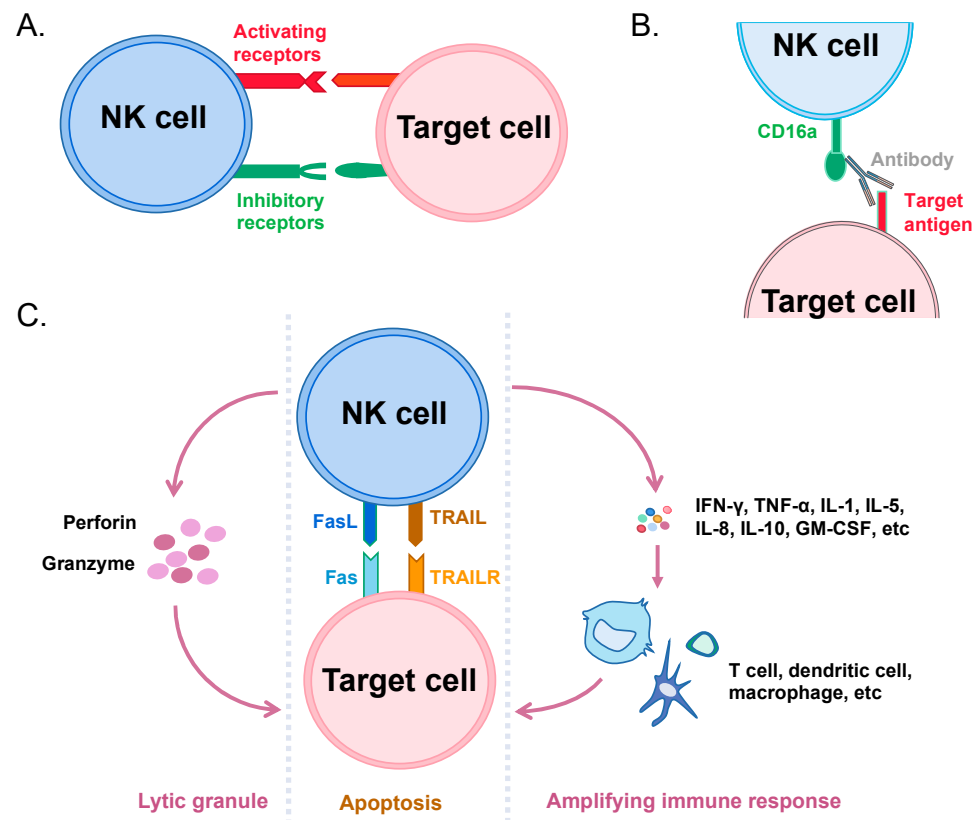 A.
Activating
receptors
NK cell
Target cell
Inhibitory
receptors
B.
NK cell
CD16a
Antibody
Target
antigen
Target cell
C.
NK cell
Perforin
Granzyme
FasL
TRAIL
Fas
TRAILR
Target cell
IFN-γ, TNF-α, IL-1, IL-5,
IL-8, IL-10, GM-CSF, etc
T cell, dendritic cell,
macrophage, etc
Lytic granule
Apoptosis
Amplifying immune response